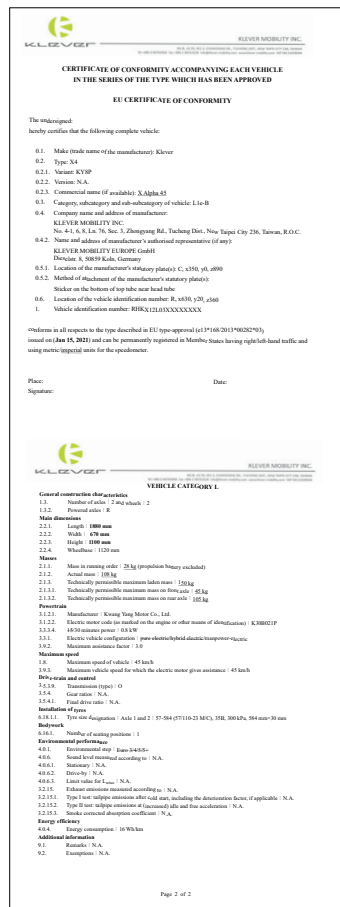 KLEVER
KLEVER MOBILITY INC.
CERTIFICATE OF CONFORMITY ACCOMPANYING EACH VEHICLE
IN THE SERIES OF THE TYPE WHICH HAS BEEN APPROVED
EU CERTIFICATE OF CONFORMITY
The undersigned:
hereby certifies that the following complete vehicle:
0.1. Make (trade name of the manufacturer): Klever
0.2. Type: X4
0.2.1. Variant: KY8P
0.2.2. Version: N.A.
0.2.3. Commercial name (if available): X Alpha 45
0.3. Category, subcategory and sub-subcategory of vehicle: L1e-B
0.4. Company name and address of manufacturer:
KLEVER MOBILITY INC.
No. 4-1, 6, 8, Ln. 76, Sec. 3, Zhongyang Rd., Tucheng Dist., New Taipei City 236, Taiwan, R.O.C.
0.4.2. Name and address of manufacturer's authorised representative (if any):
KLEVER MOBILITY EUROPE GmbH
8, 50859 Koln, Germany
0.5.1. Location of the manufacturer's statutory plate(s): C, x350, y0, z890
0.5.2. Method of attachment of the manufacturer's statutory plate(s):
Sticker on the bottom of top tube near head tube
0.6. Location of the vehicle identification number: R, x630, y20, z360
1. Vehicle identification number: RHKX12L03XXXXXXXX
conforms in all respects to the type described in EU type-approval (e13*168/2013*00282*03)
issued on (Jan 15, 2021) and can be permanently registered in Member States having right/left-hand traffic and
using metric/imperial units for the speedometer.
Place: Date:
Signature:
KLEVER
KLEVER MOBILITY INC.
VEHICLE CATEGORY L
General construction characteristics
1.3. Number of axles : 2 and wheels : 2
1.3.2. Powered axles : R
Main dimensions
2.2.1. Length : 1880 mm
2.2.2. Width : 670 mm
2.2.3. Height : 1100 mm
2.2.4. Wheelbase : 1120 mm
Masses
2.1.1. Mass in running order : 28 kg (propulsion battery excluded)
2.1.2. Actual mass : 108 kg
2.1.3. Technically permissible maximum laden mass : 150 kg
2.1.3.1. Technically permissible maximum mass on front axle : 45 kg
2.1.3.2. Technically permissible maximum mass on rear axle : 105 kg
Powertrain
3.1.2.1. Manufacturer : Kwang Yang Motor Co., Ltd.
3.1.2.2. Electric motor code (as marked on the engine or other means of identification) : K30B021P
3.3.3.4. 15/30 minutes power : 0.8 kW
3.3.1. Electric vehicle configuration : pure electric/hybrid electric/manpower-electric
3.9.2. Maximum assistance factor : 3.0
Maximum speed
1.8. Maximum speed of vehicle : 45 km/h
3.9.3. Maximum vehicle speed for which the electric motor gives assistance : 45 km/h
Drive-train and control
3.5.3.9. Transmission (type) : O
3.5.4. Gear ratios : N.A.
3.5.4.1. Final drive ratio : N.A.
Installation of tyres
6.18.1.1. Tyre size designation : Axle 1 and 2 : 57-584 (57/110-23 M/C), 35B, 300 kPa, 584 mm×30 mm
Bodywork
6.16.1. Number of seating positions : 1
Environmental performance
4.0.1. Environmental step : Euro 3/4/5/5+
4.0.6. Sound level measured according to : N.A.
4.0.6.1. Stationary : N.A.
4.0.6.2. Drive-by : N.A.
4.0.6.3. Limit value for Lurban : N.A.
3.2.15. Exhaust emissions measured according to : N.A.
3.2.15.1. Type I test: tailpipe emissions after cold start, including the deterioration factor, if applicable : N.A.
3.2.15.2. Type II test: tailpipe emissions at (increased) idle and free acceleration : N.A.
3.2.15.3. Smoke corrected absorption coefficient : N.A.
Energy efficiency
4.0.4. Energy consumption : 16 Wh/km
Additional information
9.1. Remarks : N.A.
9.2. Exemptions : N.A.
Page 2 of 2